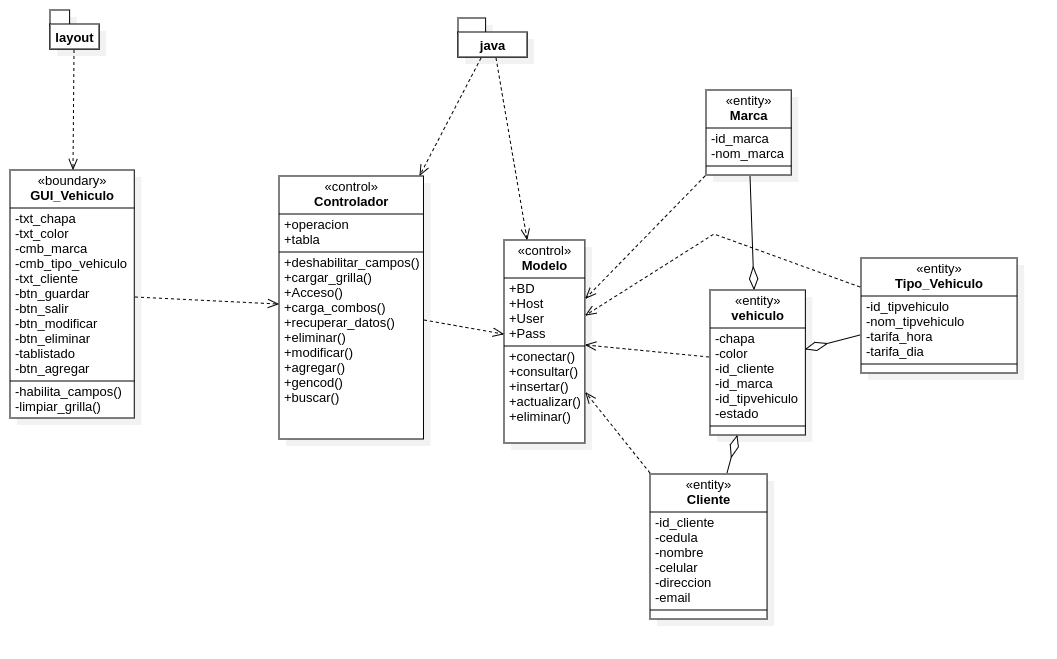 layout
java
«boundary»
GUI_Vehiculo
-txt_chapa
-txt_color
-cmb_marca
-cmb_tipo_vehiculo
-txt_cliente
-btn_guardar
-btn_salir
-btn_modificar
-btn_eliminar
-tablistado
-btn_agregar
-habilita_campos()
-limpiar_grilla()
«control»
Controlador
+operacion
+tabla
+deshabilitar_campos()
+cargar_grilla()
+Acceso()
+carga_combos()
+recuperar_datos()
+eliminar()
+modificar()
+agregar()
+gencod()
+buscar()
«control»
Modelo
+BD
+Host
+User
+Pass
+conectar()
+consultar()
+insertar()
+actualizar()
+eliminar()
«entity»
Marca
-id_marca
-nom_marca
«entity»
vehiculo
-chapa
-color
-id_cliente
-id_marca
-id_tipvehiculo
-estado
«entity»
Tipo_Vehiculo
-id_tipvehiculo
-nom_tipvehiculo
-tarifa_hora
-tarifa_dia
«entity»
Cliente
-id_cliente
-cedula
-nombre
-celular
-direccion
-email